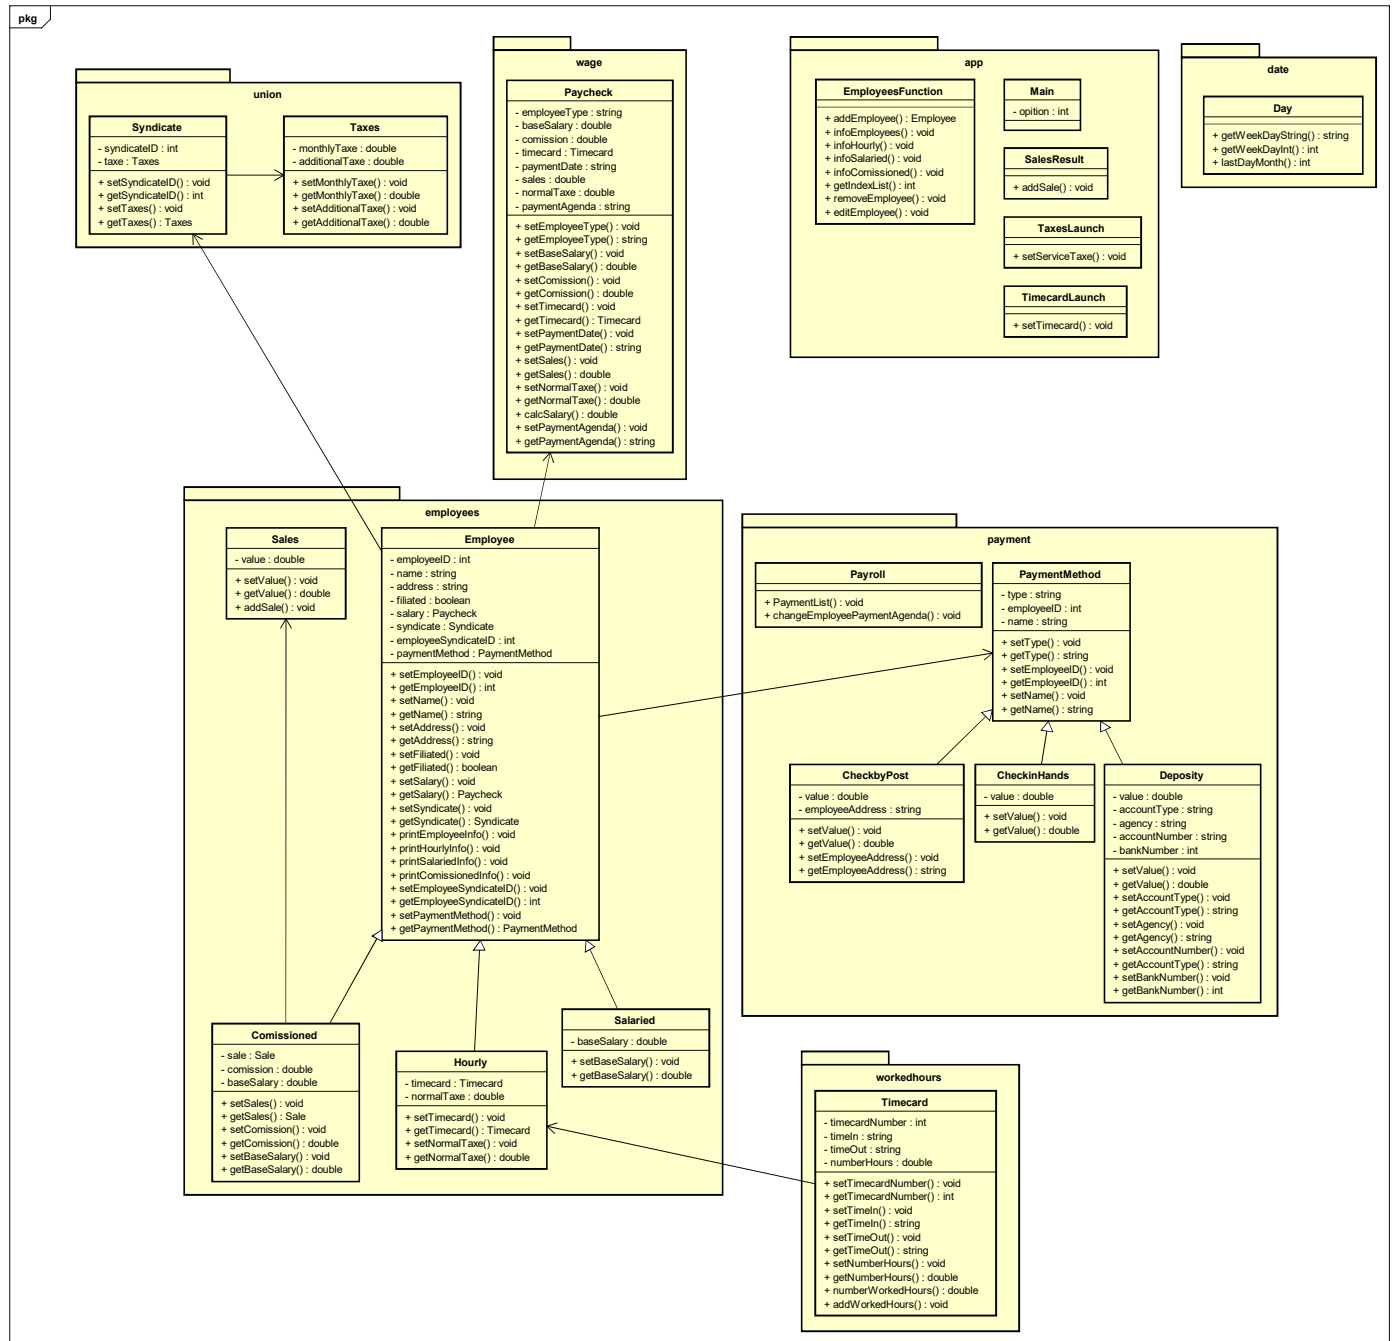 pkg
union
Syndicate
- syndicateID : int
- taxe : Taxes
+ setSyndicateID() : void
+ getSyndicateID() : int
+ setTaxes() : void
+ getTaxes() : Taxes
Taxes
- monthlyTaxe : double
- additionalTaxe : double
+ setMonthlyTaxe() : void
+ getMonthlyTaxe() : double
+ setAdditionalTaxe() : void
+ getAdditionalTaxe() : double
wage
Paycheck
- employeeType : string
- baseSalary : double
- comission : double
- timecard : Timecard
- paymentDate : string
- sales : double
- normalTaxe : double
- paymentAgenda : string
+ setEmployeeType() : void
+ getEmployeeType() : string
+ setBaseSalary() : void
+ getBaseSalary() : double
+ setComission() : void
+ getComission() : double
+ setTimecard() : void
+ getTimecard() : Timecard
+ setPaymentDate() : void
+ getPaymentDate() : string
+ setSales() : void
+ getSales() : double
+ setNormalTaxe() : void
+ getNormalTaxe() : double
+ calcSalary() : double
+ setPaymentAgenda() : void
+ getPaymentAgenda() : string
app
EmployeesFunction
+ addEmployee() : Employee
+ infoEmployees() : void
+ infoHourly() : void
+ infoSalaried() : void
+ infoComissioned() : void
+ getIndexList() : int
+ removeEmployee() : void
+ editEmployee() : void
Main
- opition : int
SalesResult
+ addSale() : void
TaxesLaunch
+ setServiceTaxe() : void
TimecardLaunch
+ setTimecard() : void
date
Day
+ getWeekDayString() : string
+ getWeekDayInt() : int
+ lastDayMonth() : int
employees
Sales
- value : double
+ setValue() : void
+ getValue() : double
+ addSale() : void
Employee
- employeeID : int
- name : string
- address : string
- filiated : boolean
- salary : Paycheck
- syndicate : Syndicate
- employeeSyndicateID : int
- paymentMethod : PaymentMethod
+ setEmployeeID() : void
+ getEmployeeID() : int
+ setName() : void
+ getName() : string
+ setAddress() : void
+ getAddress() : string
+ setFiliated() : void
+ getFiliated() : boolean
+ setSalary() : void
+ getSalary() : Paycheck
+ setSyndicate() : void
+ getSyndicate() : Syndicate
+ printEmployeeInfo() : void
+ printHourlyInfo() : void
+ printSalariedInfo() : void
+ printComissionedInfo() : void
+ setEmployeeSyndicateID() : void
+ getEmployeeSyndicateID() : int
+ setPaymentMethod() : void
+ getPaymentMethod() : PaymentMethod
Comissioned
- sale : Sale
- comission : double
- baseSalary : double
+ setSales() : void
+ getSales() : Sale
+ setComission() : void
+ getComission() : double
+ setBaseSalary() : void
+ getBaseSalary() : double
Hourly
- timecard : Timecard
- normalTaxe : double
+ setTimecard() : void
+ getTimecard() : Timecard
+ setNormalTaxe() : void
+ getNormalTaxe() : double
Salaried
- baseSalary : double
+ setBaseSalary() : void
+ getBaseSalary() : double
payment
Payroll
+ PaymentList() : void
+ changeEmployeePaymentAgenda() : void
PaymentMethod
- type : string
- employeeID : int
- name : string
+ setType() : void
+ getType() : string
+ setEmployeeID() : void
+ getEmployeeID() : int
+ setName() : void
+ getName() : string
CheckbyPost
- value : double
- employeeAddress : string
+ setValue() : void
+ getValue() : double
+ setEmployeeAddress() : void
+ getEmployeeAddress() : string
CheckinHands
- value : double
+ setValue() : void
+ getValue() : double
Deposity
- value : double
- accountType : string
- agency : string
- accountNumber : string
- bankNumber : int
+ setValue() : void
+ getValue() : double
+ setAccountType() : void
+ getAccountType() : string
+ setAgency() : void
+ getAgency() : string
+ setAccountNumber() : void
+ getAccountType() : string
+ setBankNumber() : void
+ getBankNumber() : int
workedhours
Timecard
- timecardNumber : int
- timeIn : string
- timeOut : string
- numberHours : double
+ setTimecardNumber() : void
+ getTimecardNumber() : int
+ setTimeIn() : void
+ getTimeIn() : string
+ setTimeOut() : void
+ getTimeOut() : string
+ setNumberHours() : void
+ getNumberHours() : double
+ numberWorkedHours() : double
+ addWorkedHours() : void